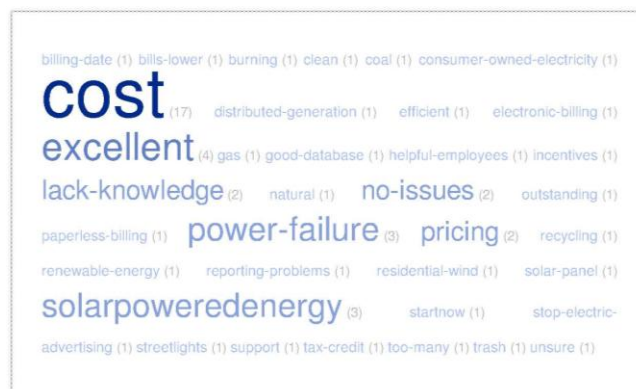 billing-date (1) bills-lower (1) burning (1) clean (1) coal (1) consumer-owned-electricity (1)
cost (17) distributed-generation (1) efficient (1) electronic-billing (1)
excellent (4) gas (1) good-database (1) helpful-employees (1) incentives (1)
lack-knowledge (2) natural (1) no-issues (2) outstanding (1)
paperless-billing (1) power-failure (3) pricing (2) recycling (1)
renewable-energy (1) reporting-problems (1) residential-wind (1) solar-panel (1)
solarpoweredenergy (3) startnow (1) stop-electric-
advertising (1) streetlights (1) support (1) tax-credit (1) too-many (1) trash (1) unsure (1)